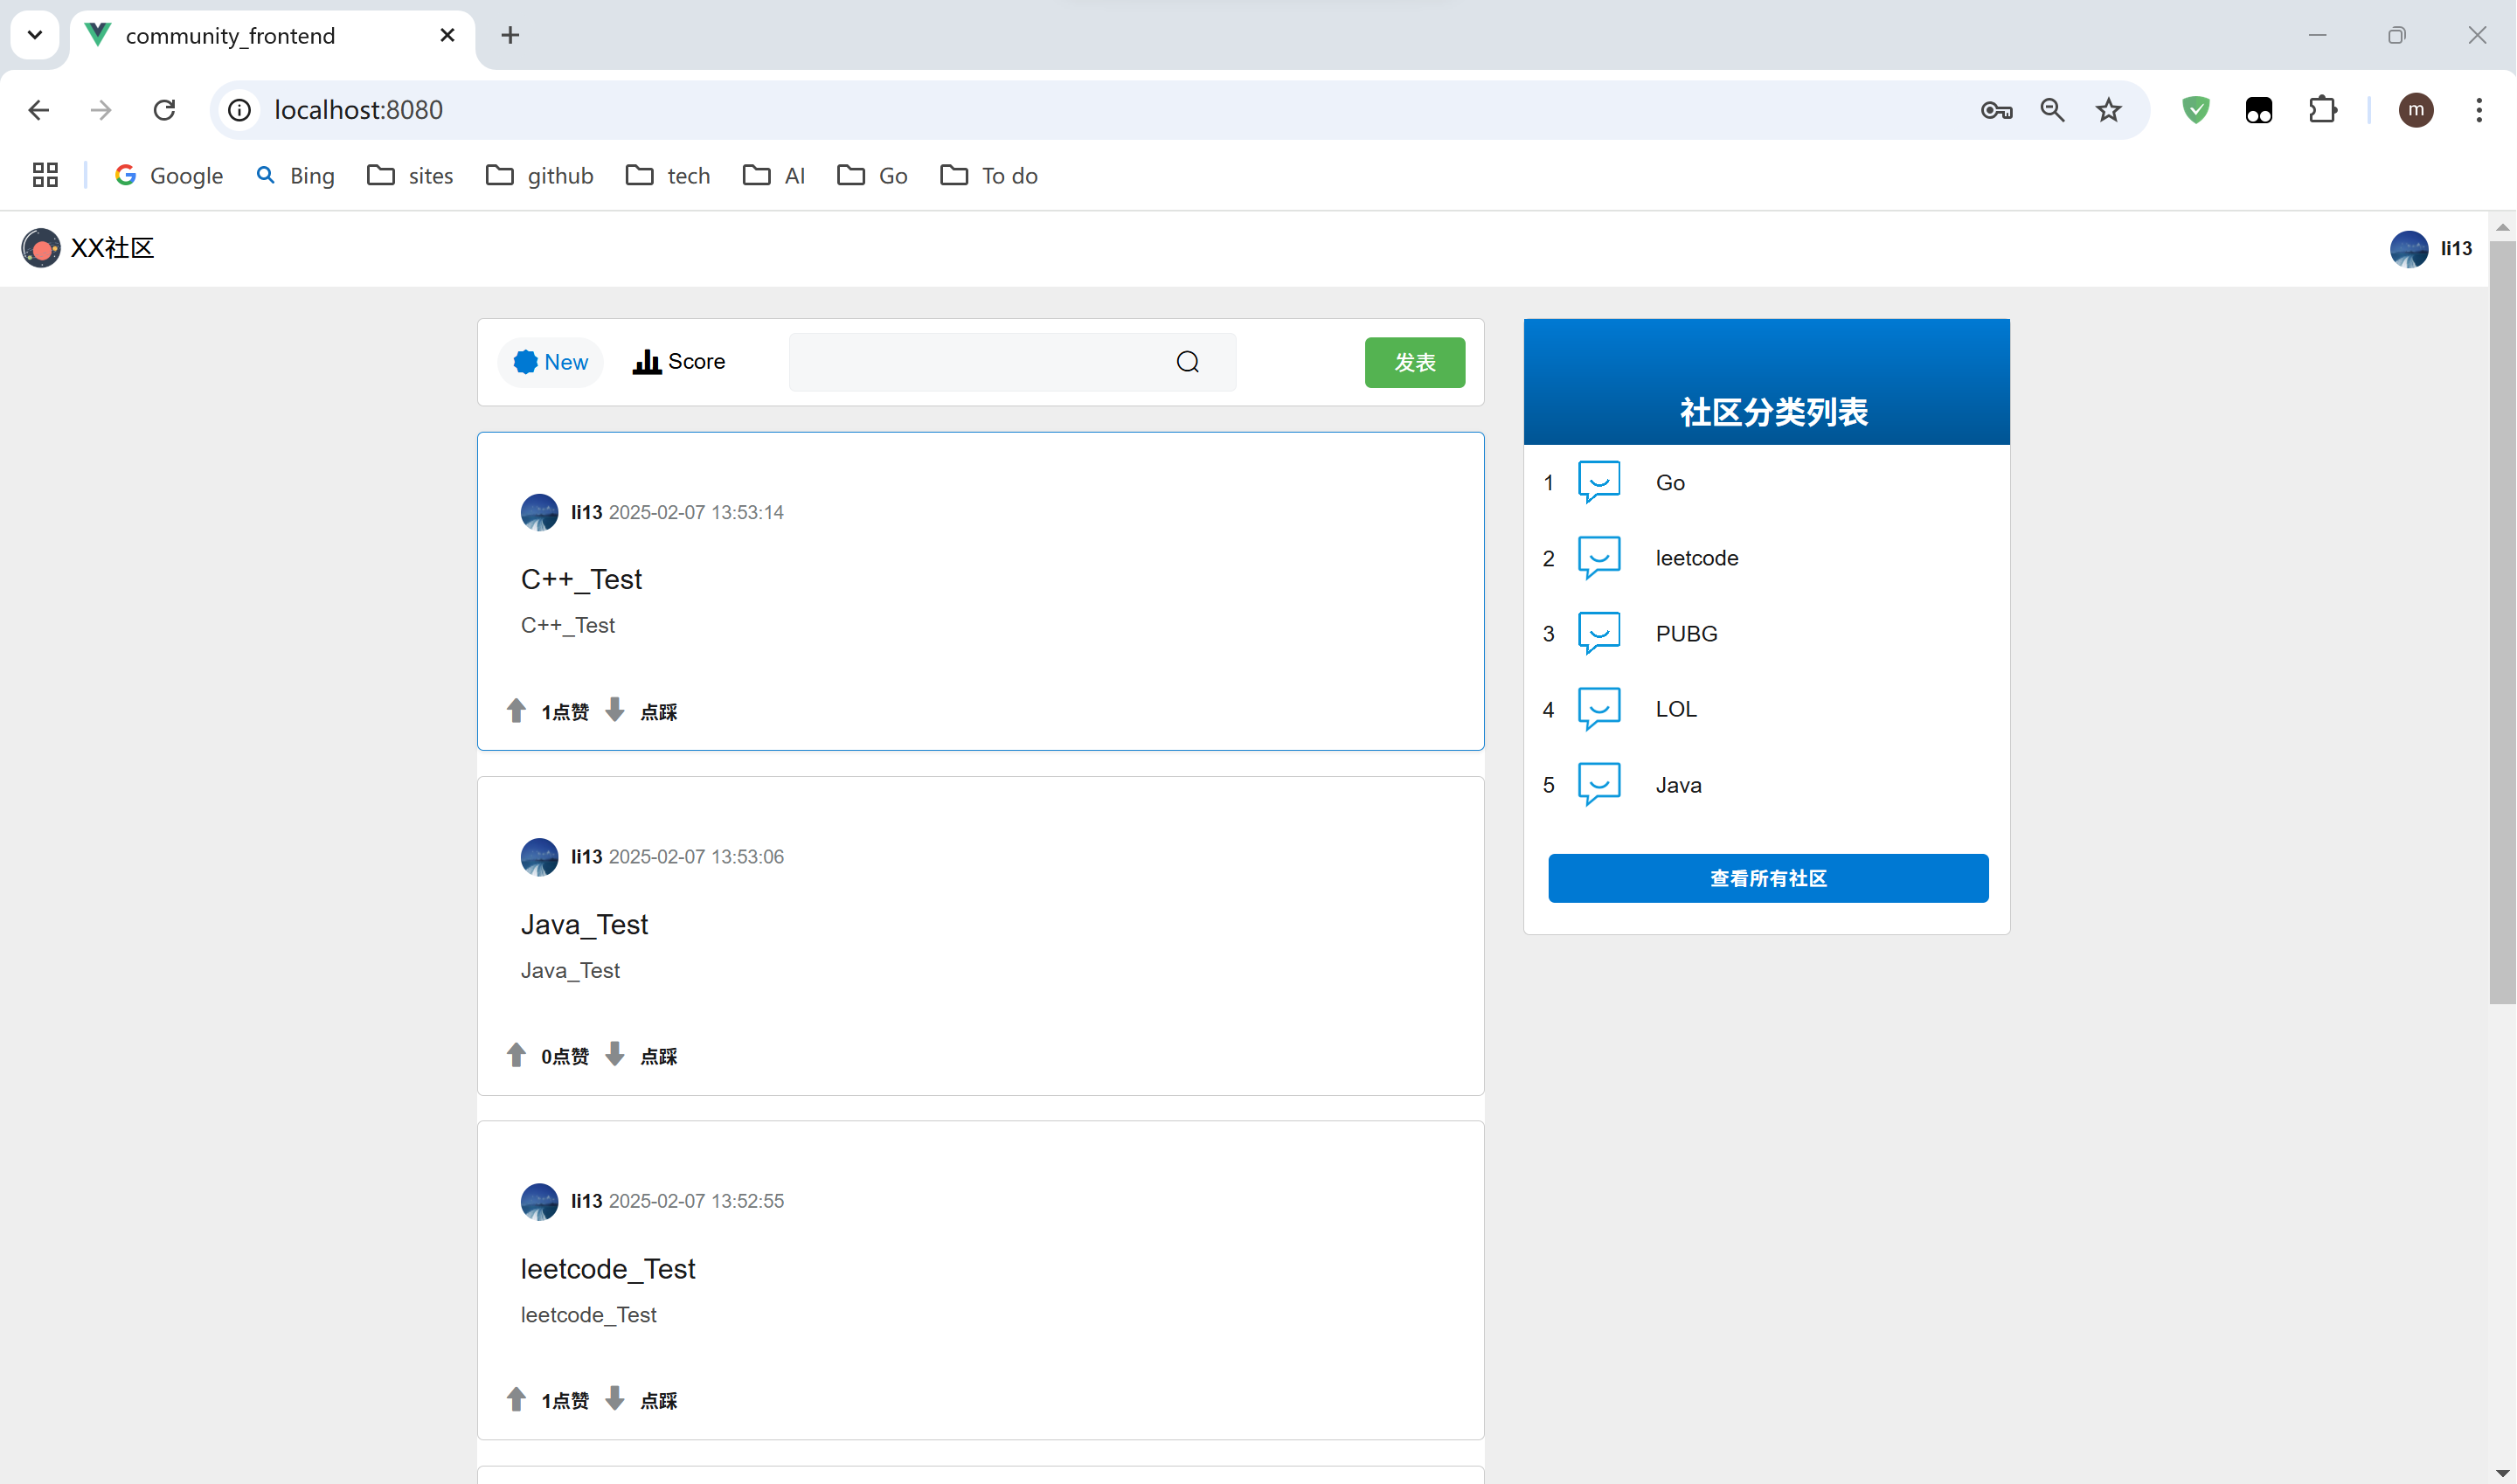 community_frontend
localhost:8080
m
Google Bing sites github tech AI Go To do
XX社区
li13
New Score 发表
li13 2025-02-07 13:53:14
C++_Test
C++_Test
1点赞 点踩
li13 2025-02-07 13:53:06
Java_Test
Java_Test
0点赞 点踩
li13 2025-02-07 13:52:55
leetcode_Test
leetcode_Test
1点赞 点踩
社区分类列表
1 Go
2 leetcode
3 PUBG
4 LOL
5 Java
查看所有社区